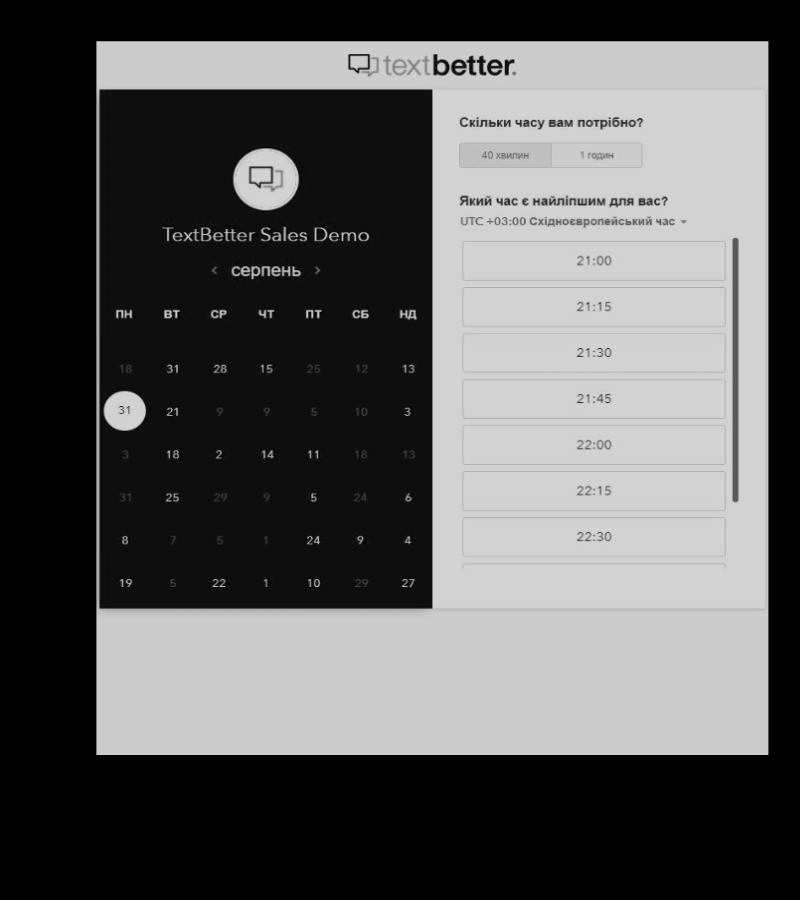 textbetter.
TextBetter Sales Demo
‹ серпень ›
ПН ВТ СР ЧТ ПТ СБ НД
18 31 28 15 25 12 13
31 21 9 9 5 10 3
3 18 2 14 11 18 13
31 25 29 9 5 24 6
8 7 5 1 24 9 4
19 5 22 1 10 29 27
Скільки часу вам потрібно?
40 хвилин 1 годин
Який час є найліпшим для вас?
UTC +03:00 Східноєвропейський час
21:00
21:15
21:30
21:45
22:00
22:15
22:30